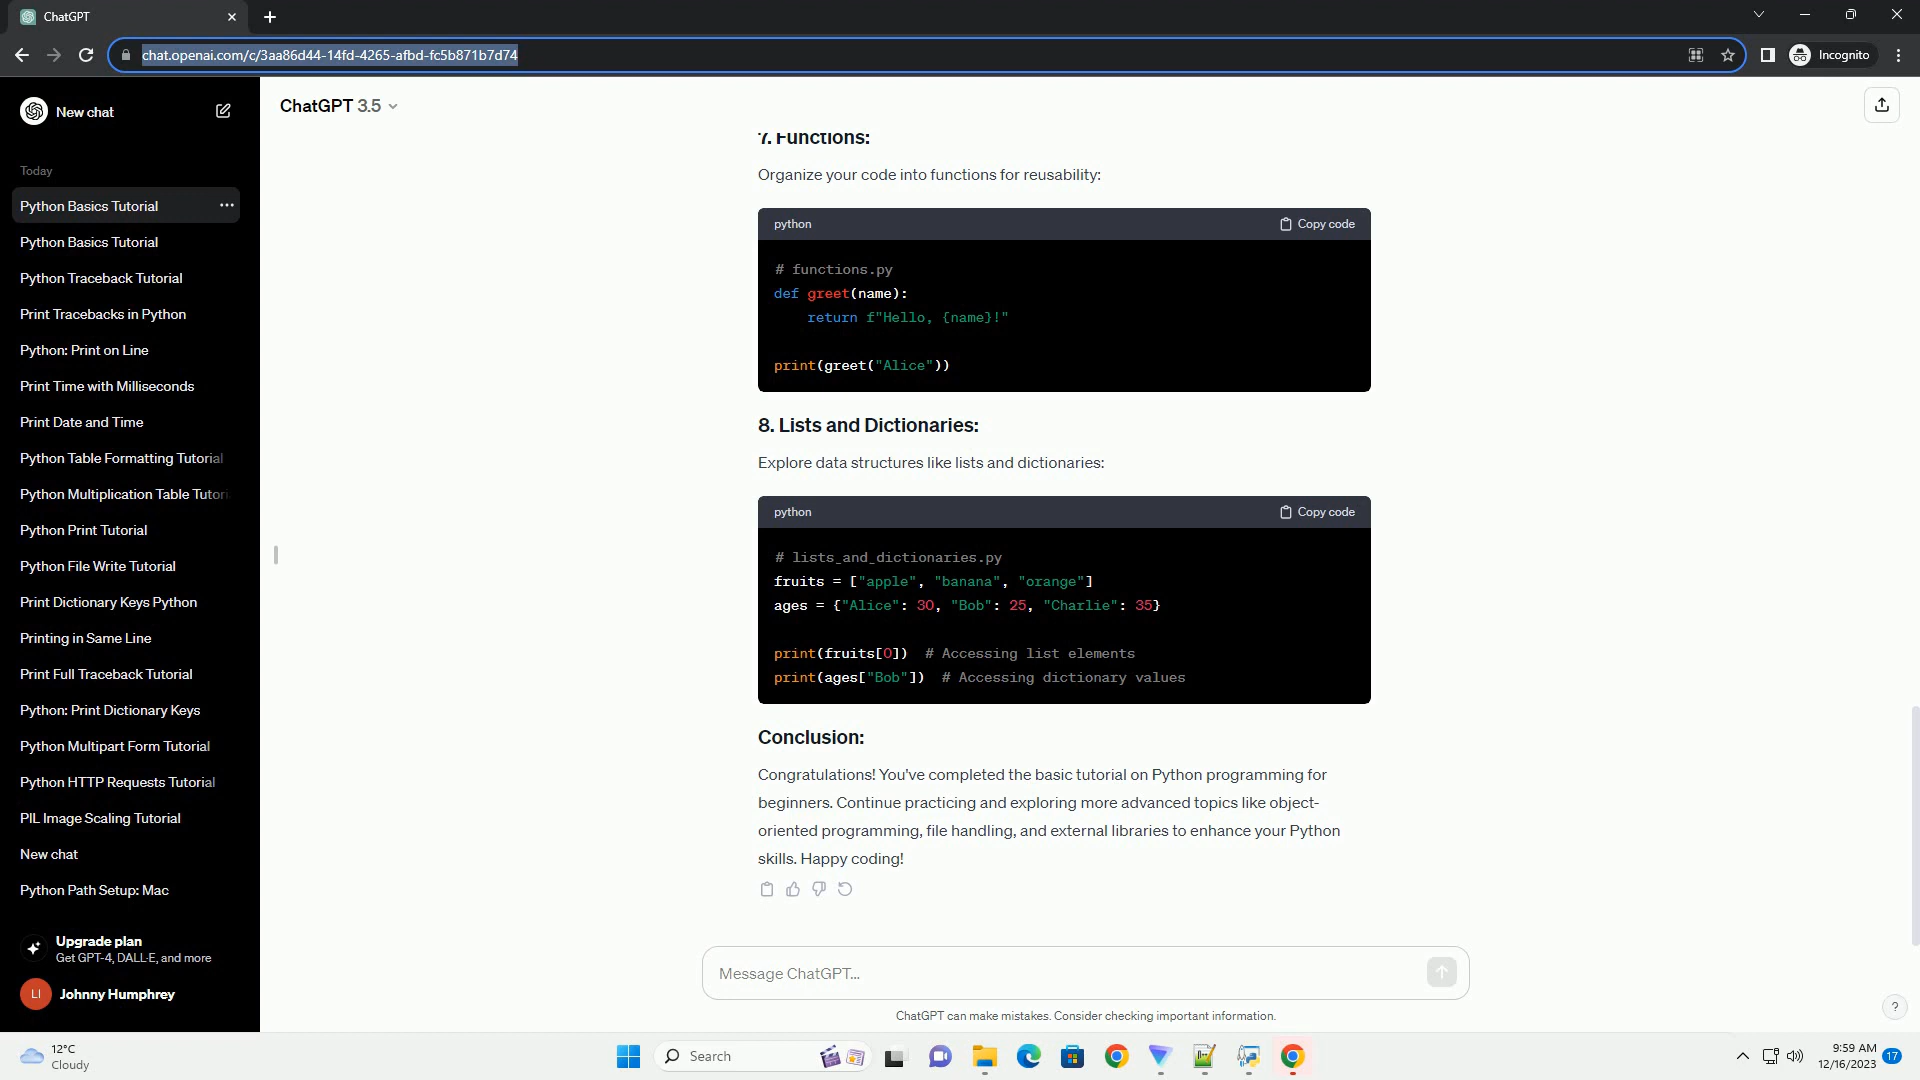 ChatGPT
chat.openai.com/c/3aa86d44-14fd-4265-afbd-fc5b871b7d74
Incognito
New chat
Today
Python Basics Tutorial
Python Basics Tutorial
Python Traceback Tutorial
Print Tracebacks in Python
Python: Print on Line
Print Time with Milliseconds
Print Date and Time
Python Table Formatting Tutorial
Python Multiplication Table Tutori
Python Print Tutorial
Python File Write Tutorial
Print Dictionary Keys Python
Printing in Same Line
Print Full Traceback Tutorial
Python: Print Dictionary Keys
Python Multipart Form Tutorial
Python HTTP Requests Tutorial
PIL Image Scaling Tutorial
New chat
Python Path Setup: Mac
Upgrade plan
Get GPT-4, DALL·E, and more
LI
Johnny Humphrey
ChatGPT 3.5
7. Functions:
Organize your code into functions for reusability:
python
Copy code
# functions.py
def greet(name):
return f"Hello, {name}!"
print(greet("Alice"))
8. Lists and Dictionaries:
Explore data structures like lists and dictionaries:
python
Copy code
# lists_and_dictionaries.py
fruits = ["apple", "banana", "orange"]
ages = {"Alice": 30, "Bob": 25, "Charlie": 35}
print(fruits[0])  # Accessing list elements
print(ages["Bob"])  # Accessing dictionary values
Conclusion:
Congratulations! You've completed the basic tutorial on Python programming for
beginners. Continue practicing and exploring more advanced topics like object-
oriented programming, file handling, and external libraries to enhance your Python
skills. Happy coding!
Message ChatGPT...
ChatGPT can make mistakes. Consider checking important information.
?
12°C
Cloudy
Search
9:59 AM
12/16/2023
17